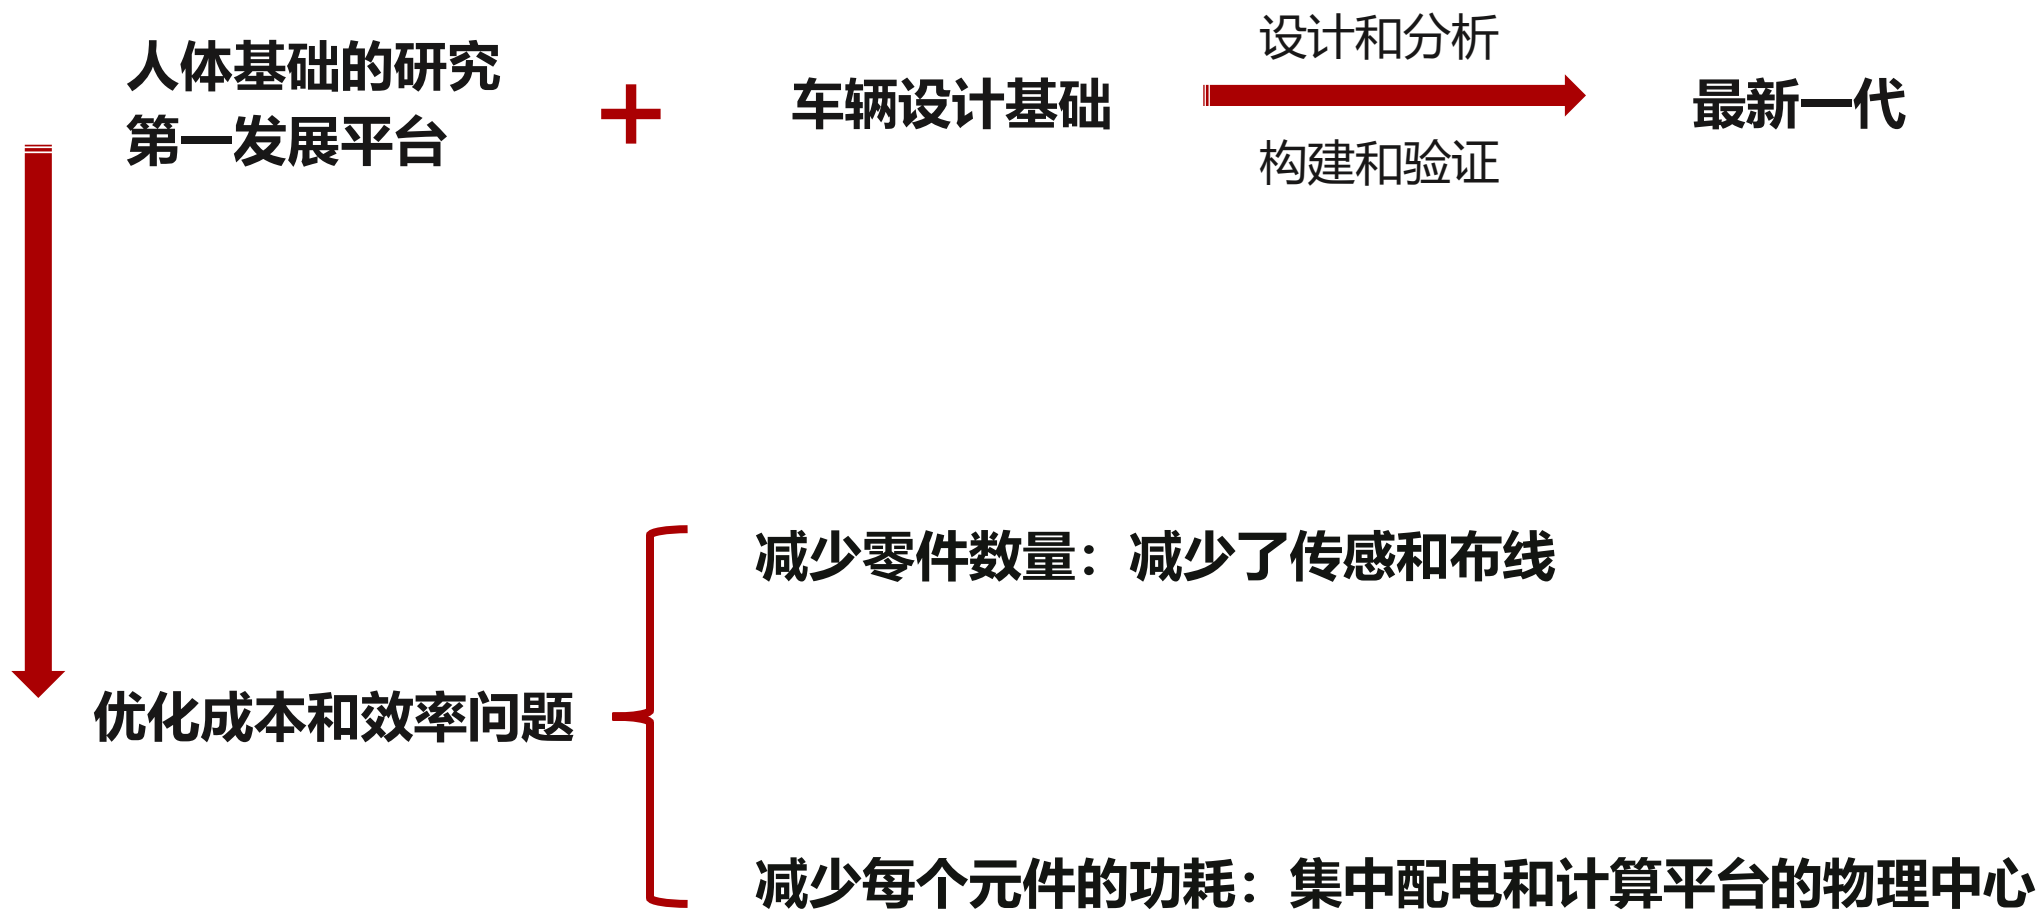 人体基础的研究
第一发展平台
+
车辆设计基础
设计和分析
构建和验证
最新一代
优化成本和效率问题
减少零件数量：减少了传感和布线
减少每个元件的功耗：集中配电和计算平台的物理中心